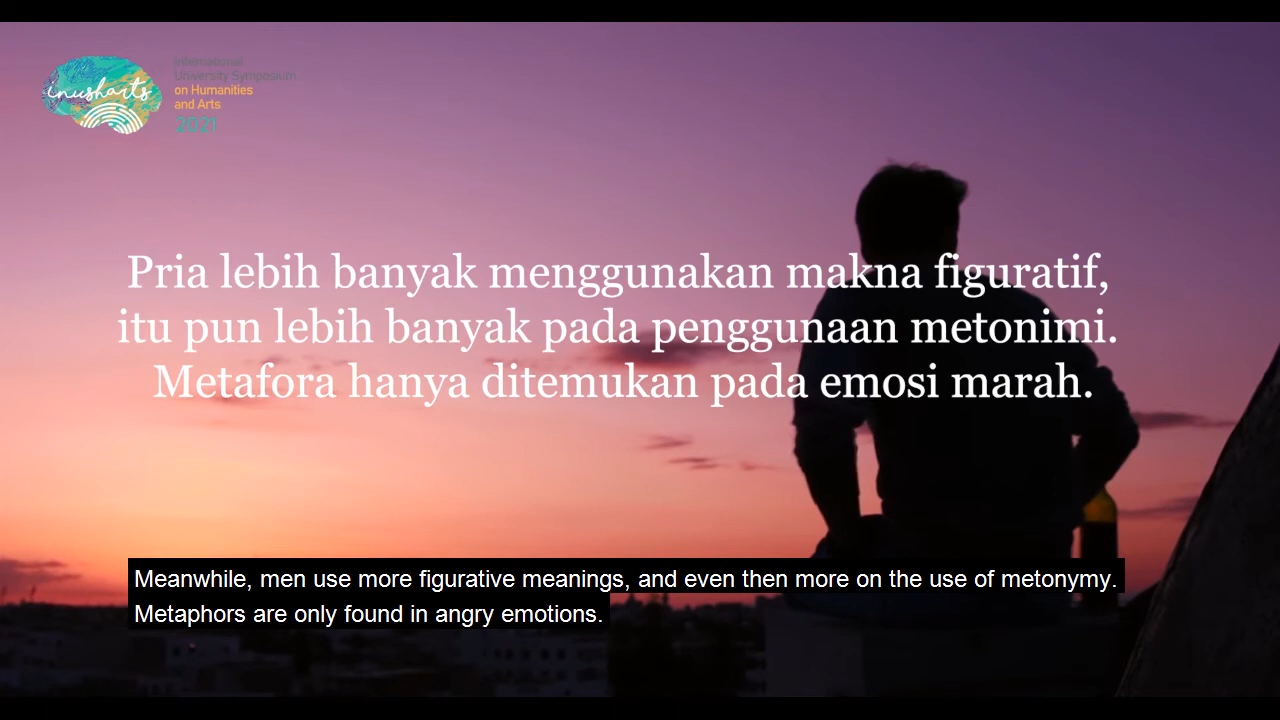 inusharts
International
University Symposium
on Humanities
and Arts
2021
Pria lebih banyak menggunakan makna figuratif,
itu pun lebih banyak pada penggunaan metonimi.
Metafora hanya ditemukan pada emosi marah.
Meanwhile, men use more figurative meanings, and even then more on the use of metonymy.
Metaphors are only found in angry emotions.